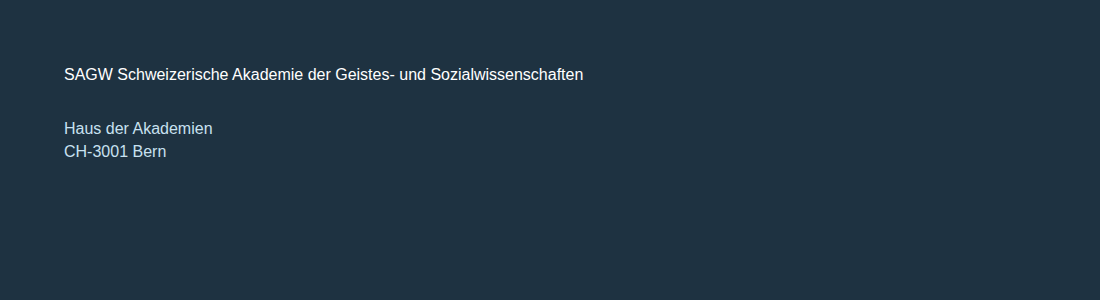 SAGW Schweizerische Akademie der Geistes- und Sozialwissenschaften
Haus der Akademien
CH-3001 Bern